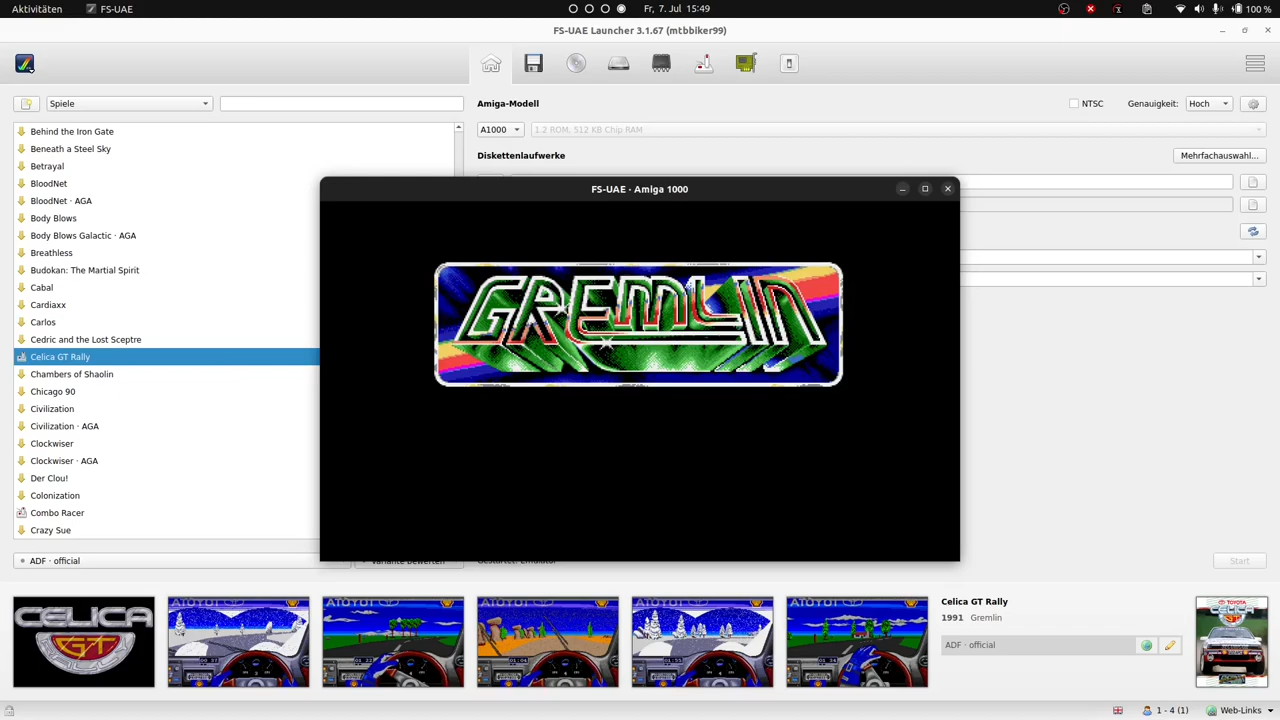 Aktivitäten
FS-UAE
Fr, 7. Jul 15:49
100 %
FS-UAE Launcher 3.1.67 (mtbbiker99)
Spiele
Amiga-Modell
NTSC
Genauigkeit:
Hoch
Behind the Iron Gate
A1000
1.2 ROM, 512 KB Chip RAM
Beneath a Steel Sky
Diskettenlaufwerke
Mehrfachauswahl...
Betrayal
BloodNet
FS-UAE · Amiga 1000
BloodNet · AGA
Body Blows
Body Blows Galactic · AGA
Breathless
Budokan: The Martial Spirit
Cabal
Cardiaxx
GREMLIN
Carlos
Cedric and the Lost Sceptre
Celica GT Rally
Chambers of Shaolin
Chicago 90
Civilization
Civilization · AGA
Clockwiser
Clockwiser · AGA
Der Clou!
Colonization
Combo Racer
Crazy Sue
ADF · official
Variante bewerten
Gestartet: Emulator
Start
CELICA
GT
Celica GT Rally
1991 Gremlin
ADF · official
TOYOTA
CELICA
1 - 4 (1)
Web-Links